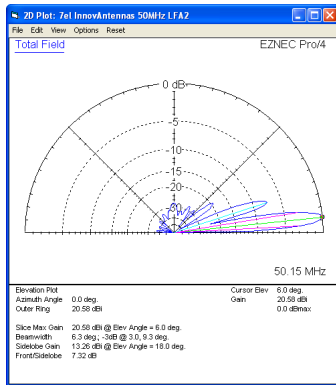 2D Plot: 7el InnovAntennas 50MHz LFA2
File Edit View Options Reset
Total Field
EZNEC Pro/4
0 dB
-5
-10
-15
-20
-30
50.15 MHz
Elevation Plot
Azimuth Angle 0.0 deg.
Outer Ring 20.58 dBi
Cursor Elev 6.0 deg.
Gain 20.58 dBi
0.0 dBmax
Slice Max Gain 20.58 dBi @ Elev Angle = 6.0 deg.
Beamwidth 6.3 deg.; -3dB @ 3.0, 9.3 deg.
Sidelobe Gain 13.26 dBi @ Elev Angle = 18.0 deg.
Front/Sidelobe 7.32 dB